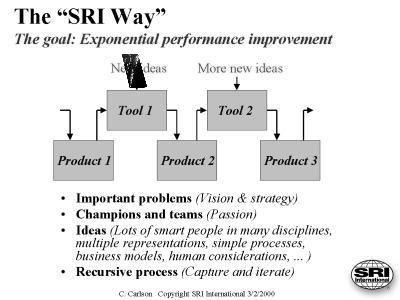 The “SRI Way”
The goal: Exponential performance improvement
More new ideas
Tool 1 Tool 2
Product 1 Product 2 Product 3
• Important problems (Vision & strategy)
• Champions and teams (Passion)
• Ideas (Lots of smart people in many disciplines,
multiple representations, simple processes,
business models, human considerations, ... )
• Recursive process (Capture and iterate)
SRI
International
C. Carlson Copyright SRI International 3/2/2000